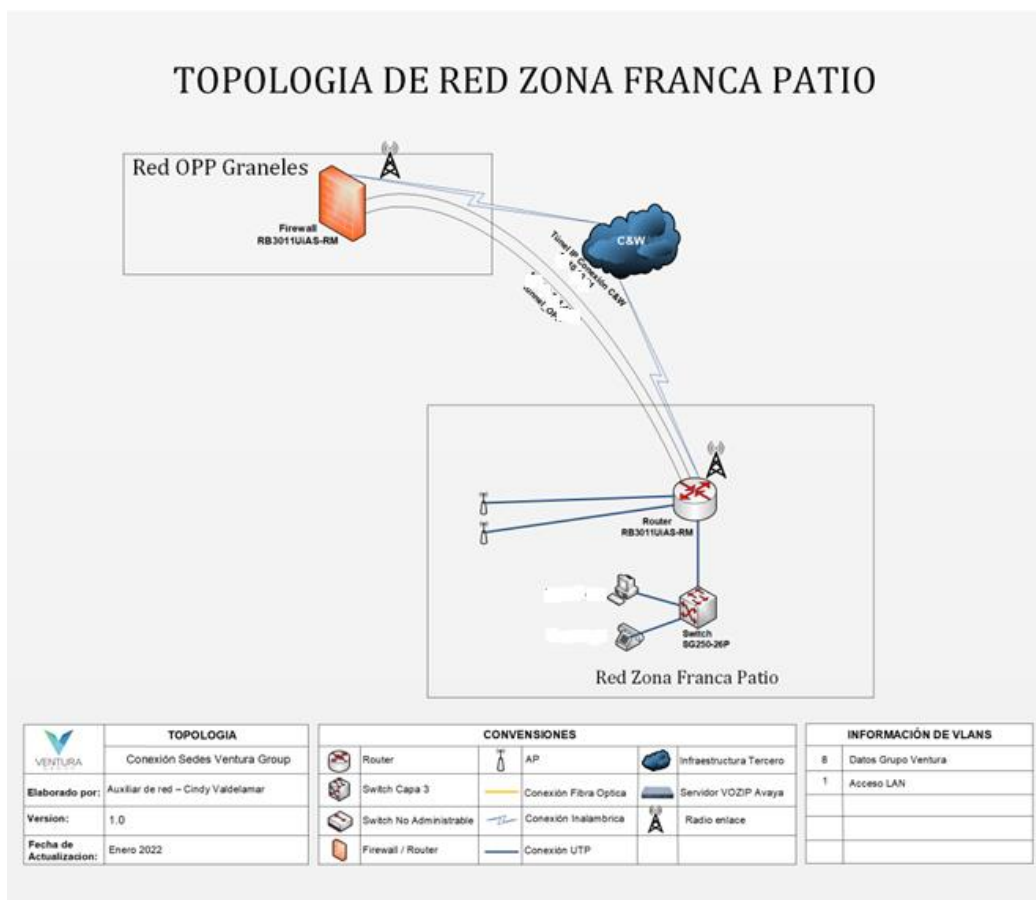 TOPOLOGIA DE RED ZONA FRANCA PATIO
Red OPP Graneles
Firewall
RB3011UiAS-RM
C&W
Túnel IP Conexión C&W
Router
RB3011UiAS-RM
Switch
SG250-26P
Red Zona Franca Patio
VENTURA
TOPOLOGIA
Conexión Sedes Ventura Group
Elaborado por:
Auxiliar de red – Cindy Valdelamar
Version:
1.0
Fecha de
Actualizacion:
Enero 2022
CONVENSIONES
Router
AP
Infraestructura Tercero
Switch Capa 3
Conexión Fibra Optica
Servidor VOZIP Avaya
Switch No Administrable
Conexión Inalambrica
Radio enlace
Firewall / Router
Conexión UTP
INFORMACIÓN DE VLANS
8 Datos Grupo Ventura
1 Acceso LAN